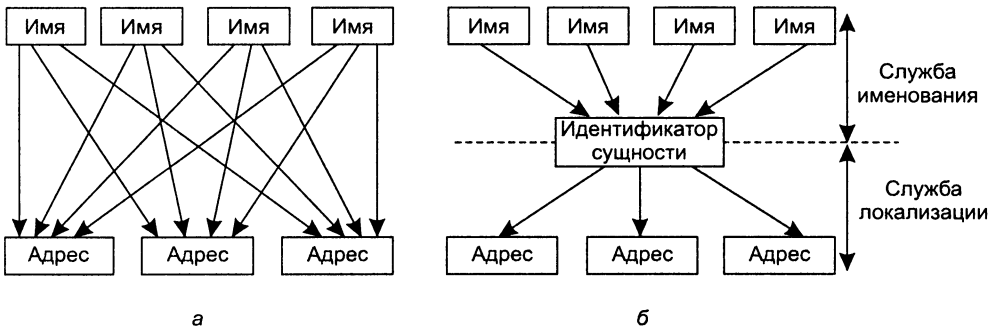 Имя Имя Имя Имя
Имя Имя Имя Имя
Служба
именования
Идентификатор
сущности
Служба
локализации
Адрес Адрес Адрес
Адрес Адрес Адрес
а
б